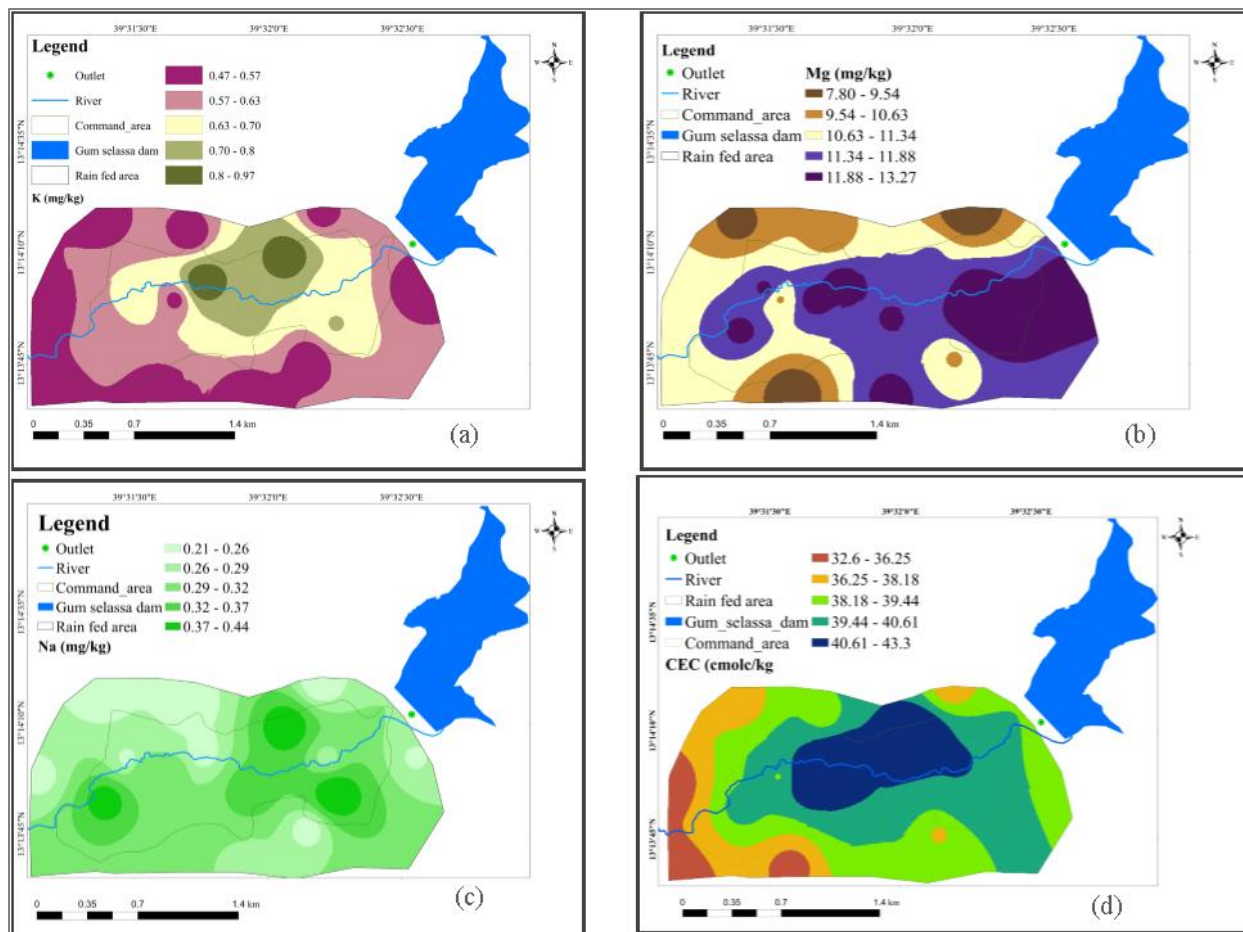 39°31'30"E 39°32'0"E 39°32'30"E
Legend
Outlet 0.47 - 0.57
River 0.57 - 0.63
Command_area 0.63 - 0.70
Gum selassa dam 0.70 - 0.8
Rain fed area 0.8 - 0.97
K (mg/kg)
N
W E
S
13°14'35"N
13°14'10"N
13°13'45"N
0 0.35 0.7 1.4 km
(a)
39°31'30"E 39°32'0"E 39°32'30"E
Legend
Outlet Mg (mg/kg)
River 7.80 - 9.54
Command_area 9.54 - 10.63
Gum selassa dam 10.63 - 11.34
Rain fed area 11.34 - 11.88
11.88 - 13.27
N
W E
S
13°14'35"N
13°14'10"N
13°13'45"N
0 0.35 0.7 1.4 km
(b)
39°31'30"E 39°32'0"E 39°32'30"E
Legend
Outlet 0.21 - 0.26
River 0.26 - 0.29
Command_area 0.29 - 0.32
Gum selassa dam 0.32 - 0.37
Rain fed area 0.37 - 0.44
Na (mg/kg)
N
W E
S
13°14'35"N
13°14'10"N
13°13'45"N
0 0.35 0.7 1.4 km
(c)
39°31'30"E 39°32'0"E 39°32'30"E
Legend
Outlet 32.6 - 36.25
River 36.25 - 38.18
Rain fed area 38.18 - 39.44
Gum_selassa_dam 39.44 - 40.61
Command_area 40.61 - 43.3
CEC (cmolc/kg
N
W E
S
13°14'35"N
13°14'10"N
13°13'45"N
0 0.35 0.7 1.4 km
(d)